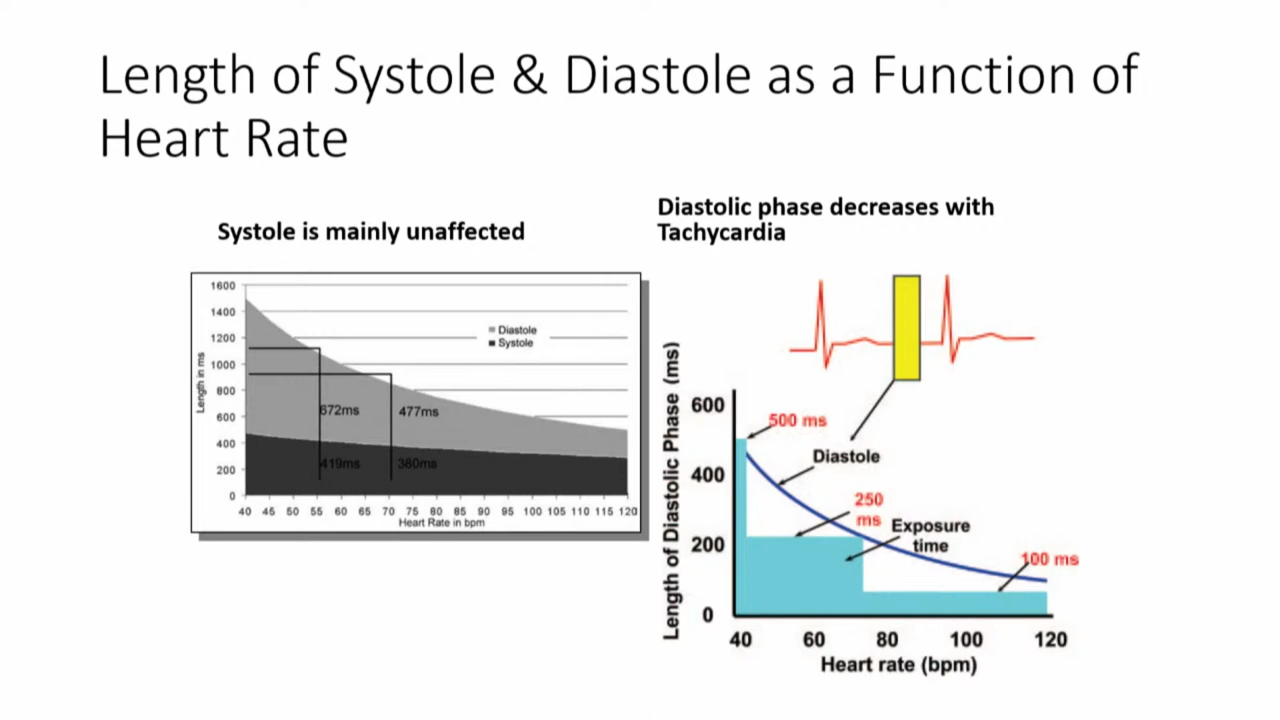 Length of Systole & Diastole as a Function of
Heart Rate
Systole is mainly unaffected
Diastolic phase decreases with
Tachycardia
1600
1400
1200
1000
800
600
400
200
0
Length in ms
Diastole
Systole
672ms
477ms
419ms
380ms
40 45 50 55 60 65 70 75 80 85 90 95 100 105 110 115 120
Heart Rate in bpm
Length of Diastolic Phase (ms)
600
400
200
0
500 ms
Diastole
250
ms
Exposure
time
100 ms
40 60 80 100 120
Heart rate (bpm)